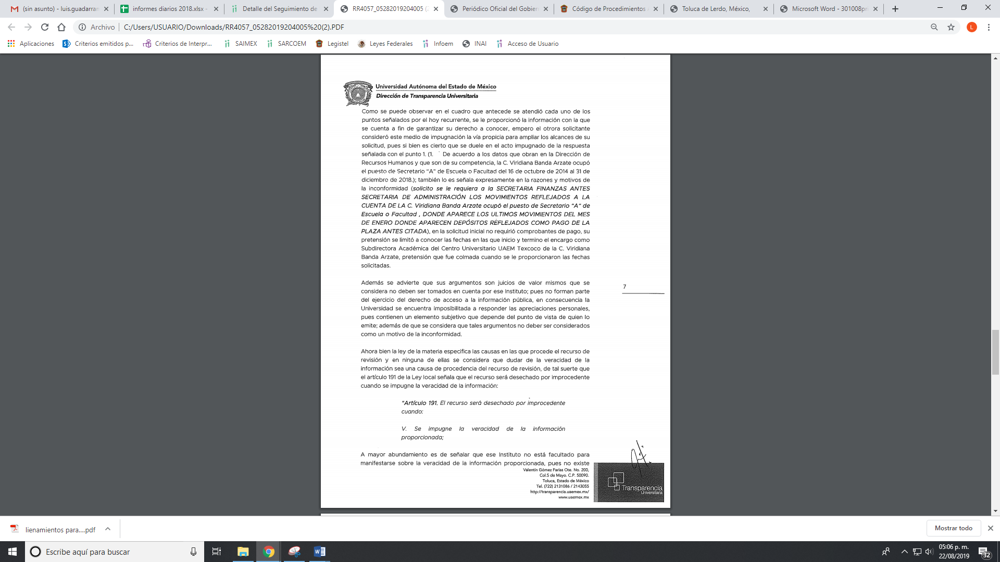 (sin asunto) - luis.guadarran
informes diarios 2018.xlsx -
Detalle del Seguimiento de
RR4057_05282019204005 (2
Periódico Oficial del Gobier
Código de Procedimientos A
Toluca de Lerdo, México,
Microsoft Word - 301008pr
Archivo
C:/Users/USUARIO/Downloads/RR4057_05282019204005%20(2).PDF
L
Aplicaciones
Criterios emitidos p...
Criterios de Interpr...
SAIMEX
SARCOEM
Legistel
Leyes Federales
Infoem
INAI
Acceso de Usuario
Universidad Autónoma del Estado de México
Dirección de Transparencia Universitaria
Como se puede observar en el cuadro que antecede se atendió cada uno de los
puntos señalados por el hoy recurrente, se le proporcionó la información con la que
se cuenta a fin de garantizar su derecho a conocer, empero el otrora solicitante
consideró este medio de impugnación la vía propicia para ampliar los alcances de su
solicitud, pues si bien es cierto que se duele en el acto impugnado de la respuesta
señalada con el punto 1. (1. De acuerdo a los datos que obran en la Dirección de
Recursos Humanos y que son de su competencia, la C. Viridiana Banda Arzate ocupó
el puesto de Secretario “A” de Escuela o Facultad del 16 de octubre de 2014 al 31 de
diciembre de 2018.); también lo es señala expresamente en la razones y motivos de
la inconformidad (solicito se le requiera a la SECRETARIA FINANZAS ANTES
SECRETARIA DE ADMINISTRACIÓN LOS MOVIMIENTOS REFLEJADOS A LA
CUENTA DE LA C. Viridiana Banda Arzate ocupó el puesto de Secretario “A” de
Escuela o Facultad , DONDE APARECE LOS ULTIMOS MOVIMIENTOS DEL MES
DE ENERO DONDE APARECEN DEPÓSITOS REFLEJADOS COMO PAGO DE LA
PLAZA ANTES CITADA), en la solicitud inicial no requirió comprobantes de pago, su
pretensión se limitó a conocer las fechas en las que inicio y termino el encargo como
Subdirectora Académica del Centro Universitario UAEM Texcoco de la C. Viridiana
Banda Arzate, pretensión que fue colmada cuando se le proporcionaron las fechas
solicitadas.
Además se advierte que sus argumentos son juicios de valor mismos que se
considera no deben ser tomados en cuenta por ese Instituto; pues no forman parte
del ejercicio del derecho de acceso a la información pública, en consecuencia la
Universidad se encuentra imposibilitada a responder las apreciaciones personales,
pues contienen un elemento subjetivo que depende del punto de vista de quien lo
emite; además de que se considera que tales argumentos no deber ser considerados
como un motivo de la inconformidad.
7
Ahora bien la ley de la materia especifica las causas en las que procede el recurso de
revisión y en ninguna de ellas se considera que dudar de la veracidad de la
información sea una causa de procedencia del recurso de revisión, de tal suerte que
el artículo 191 de la Ley local señala que el recurso será desechado por improcedente
cuando se impugne la veracidad de la información:
“Artículo 191. El recurso será desechado por improcedente
cuando:
V. Se impugne la veracidad de la información
proporcionada;
A mayor abundamiento es de señalar que ese Instituto no está facultado para
manifestarse sobre la veracidad de la información proporcionada, pues no existe
Valentín Gómez Farías Ote. No. 200,
Col.5 de Mayo. C.P. 50090.
Toluca, Estado de México
Tel. (722) 2131086 / 2143055
http://transparencia.uaemex.mx/
www.uaemex.mx
Transparencia
Universitaria
lienamientos para....pdf
Mostrar todo
Escribe aquí para buscar
05:06 p. m.
22/08/2019
32